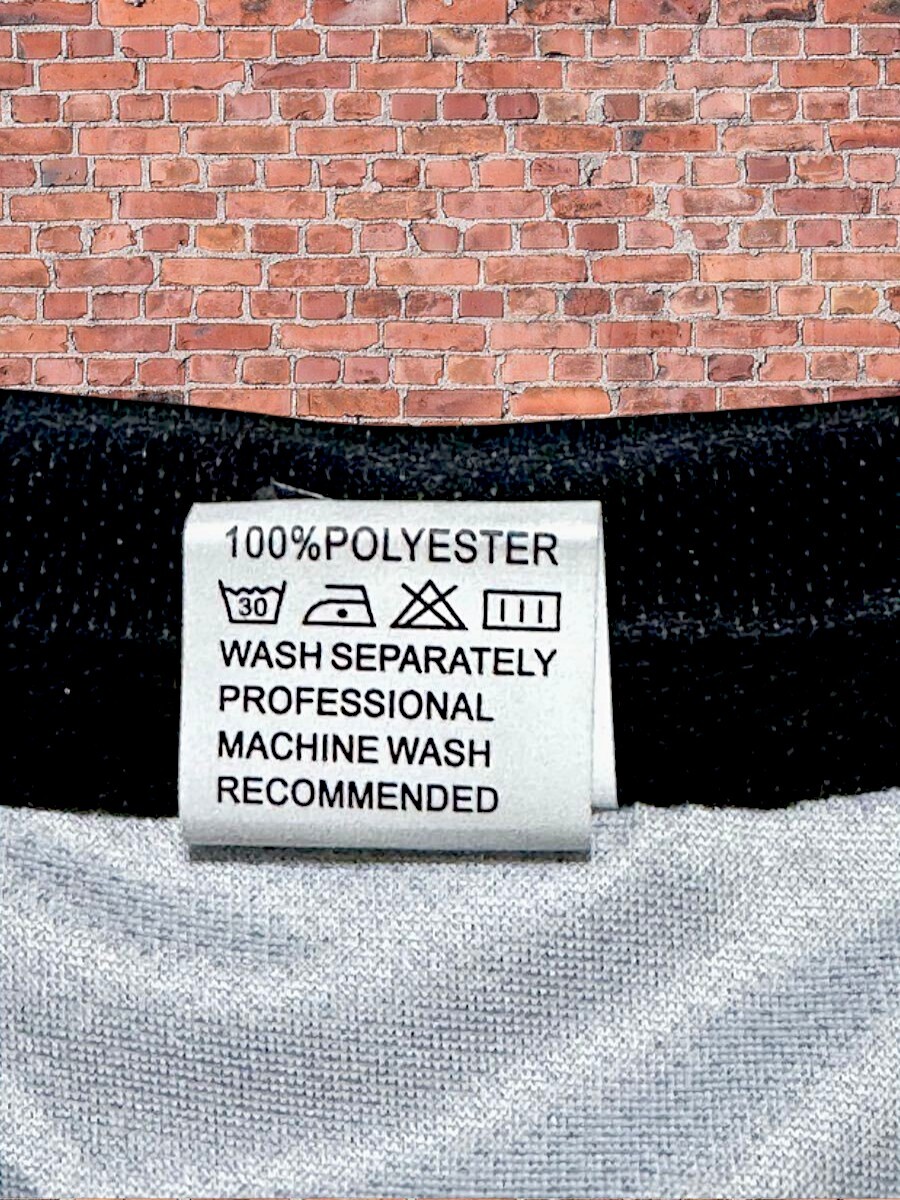 100%POLYESTER
30
WASH SEPARATELY
PROFESSIONAL
MACHINE WASH
RECOMMENDED